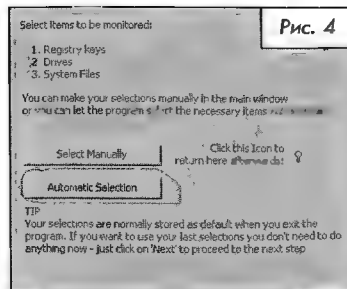 Select items to be monitored:
Рис. 4
1. Registry keys
2 Drives
3. System Files
You can make your selections manually in the main window
or you can let the program the necessary items
Select Manually
Click this Icon to
return here afterwards:
Automatic Selection
TIP
Your selections are normally stored as default when you exit the
program. If you want to use your last selections you don't need to do
anything now - just click on 'Next' to proceed to the next step